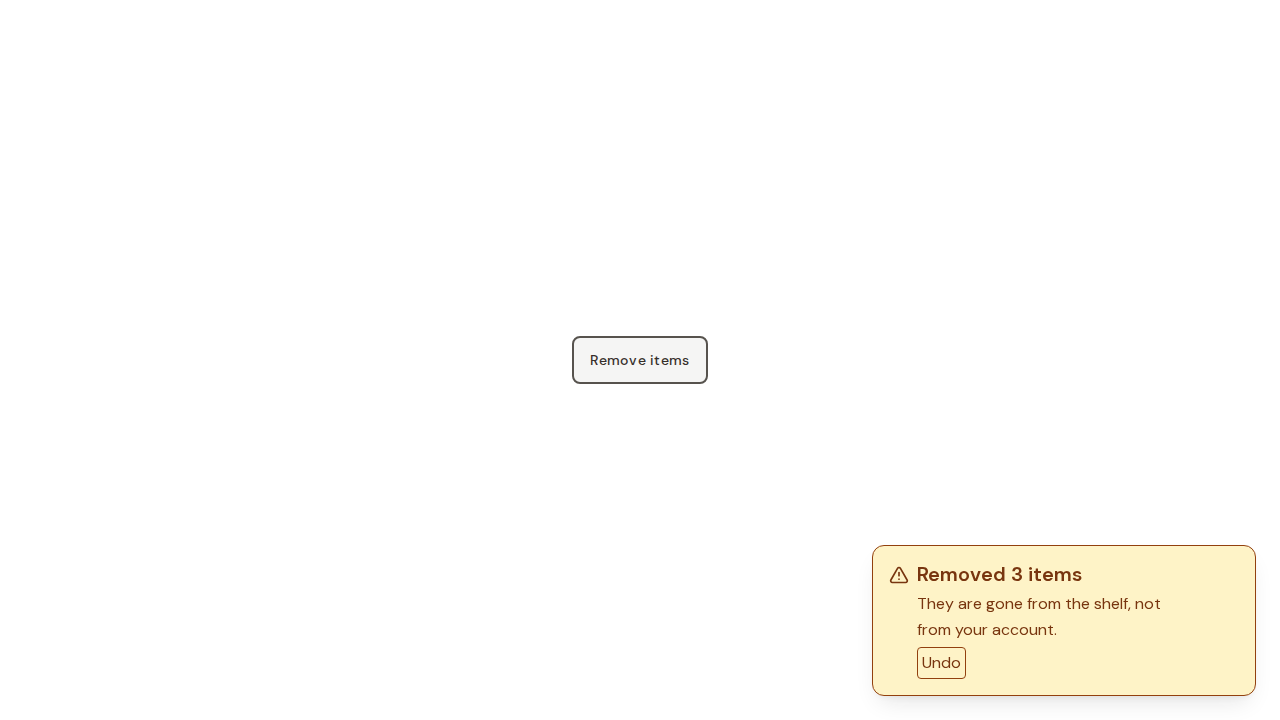 Remove items
Removed 3 items
They are gone from the shelf, not
from your account.
Undo